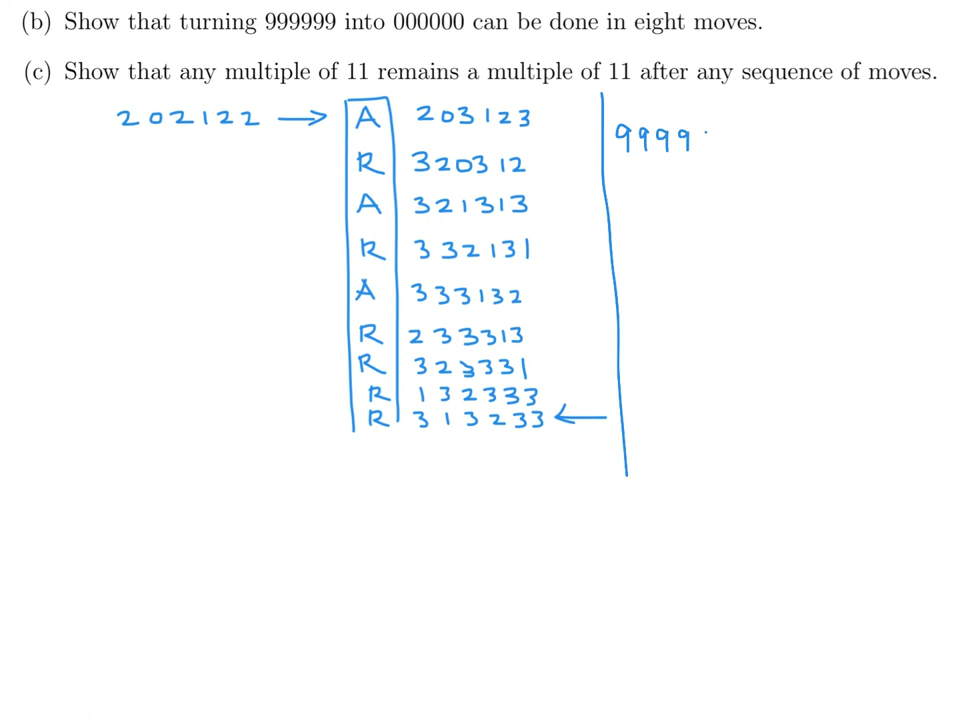 (b) Show that turning 999999 into 000000 can be done in eight moves.
(c) Show that any multiple of 11 remains a multiple of 11 after any sequence of moves.
202122 → A 203123
R 320312
A 321313
R 332131
A 333132
R 233313
R 323331
R 132333
R 313233 ←
9999